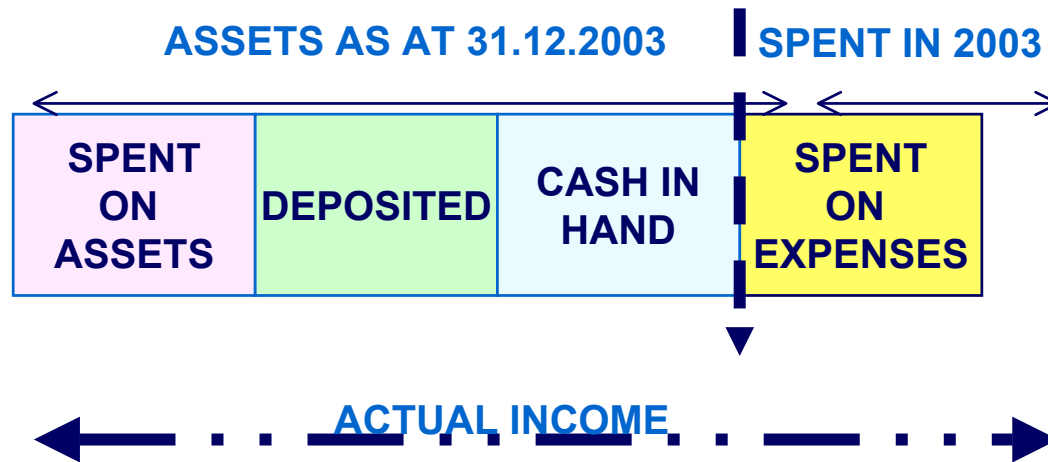 ASSETS AS AT 31.12.2003
SPENT IN 2003
SPENT
ON
ASSETS
DEPOSITED
CASH IN
HAND
SPENT
ON
EXPENSES
ACTUAL INCOME